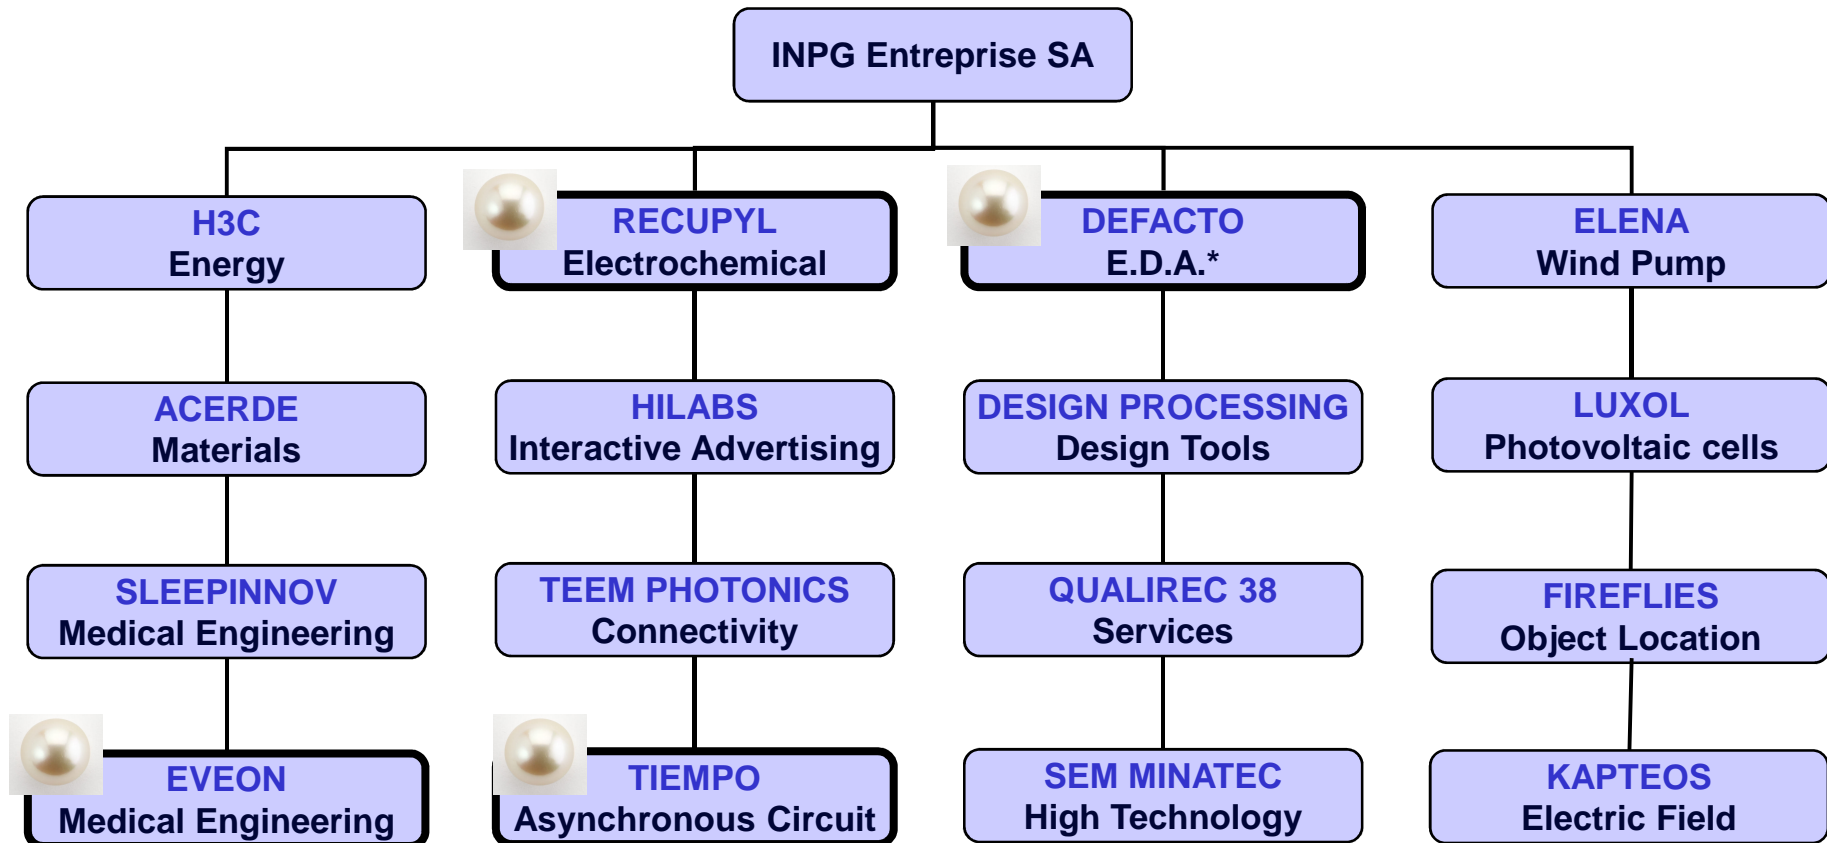 INPG Entreprise SA
H3C
Energy
RECUPYL
Electrochemical
DEFACTO
E.D.A.*
ELENA
Wind Pump
ACERDE
Materials
HILABS
Interactive Advertising
DESIGN PROCESSING
Design Tools
LUXOL
Photovoltaic cells
SLEEPINNOV
Medical Engineering
TEEM PHOTONICS
Connectivity
QUALIREC 38
Services
FIREFLIES
Object Location
EVEON
Medical Engineering
TIEMPO
Asynchronous Circuit
SEM MINATEC
High Technology
KAPTEOS
Electric Field